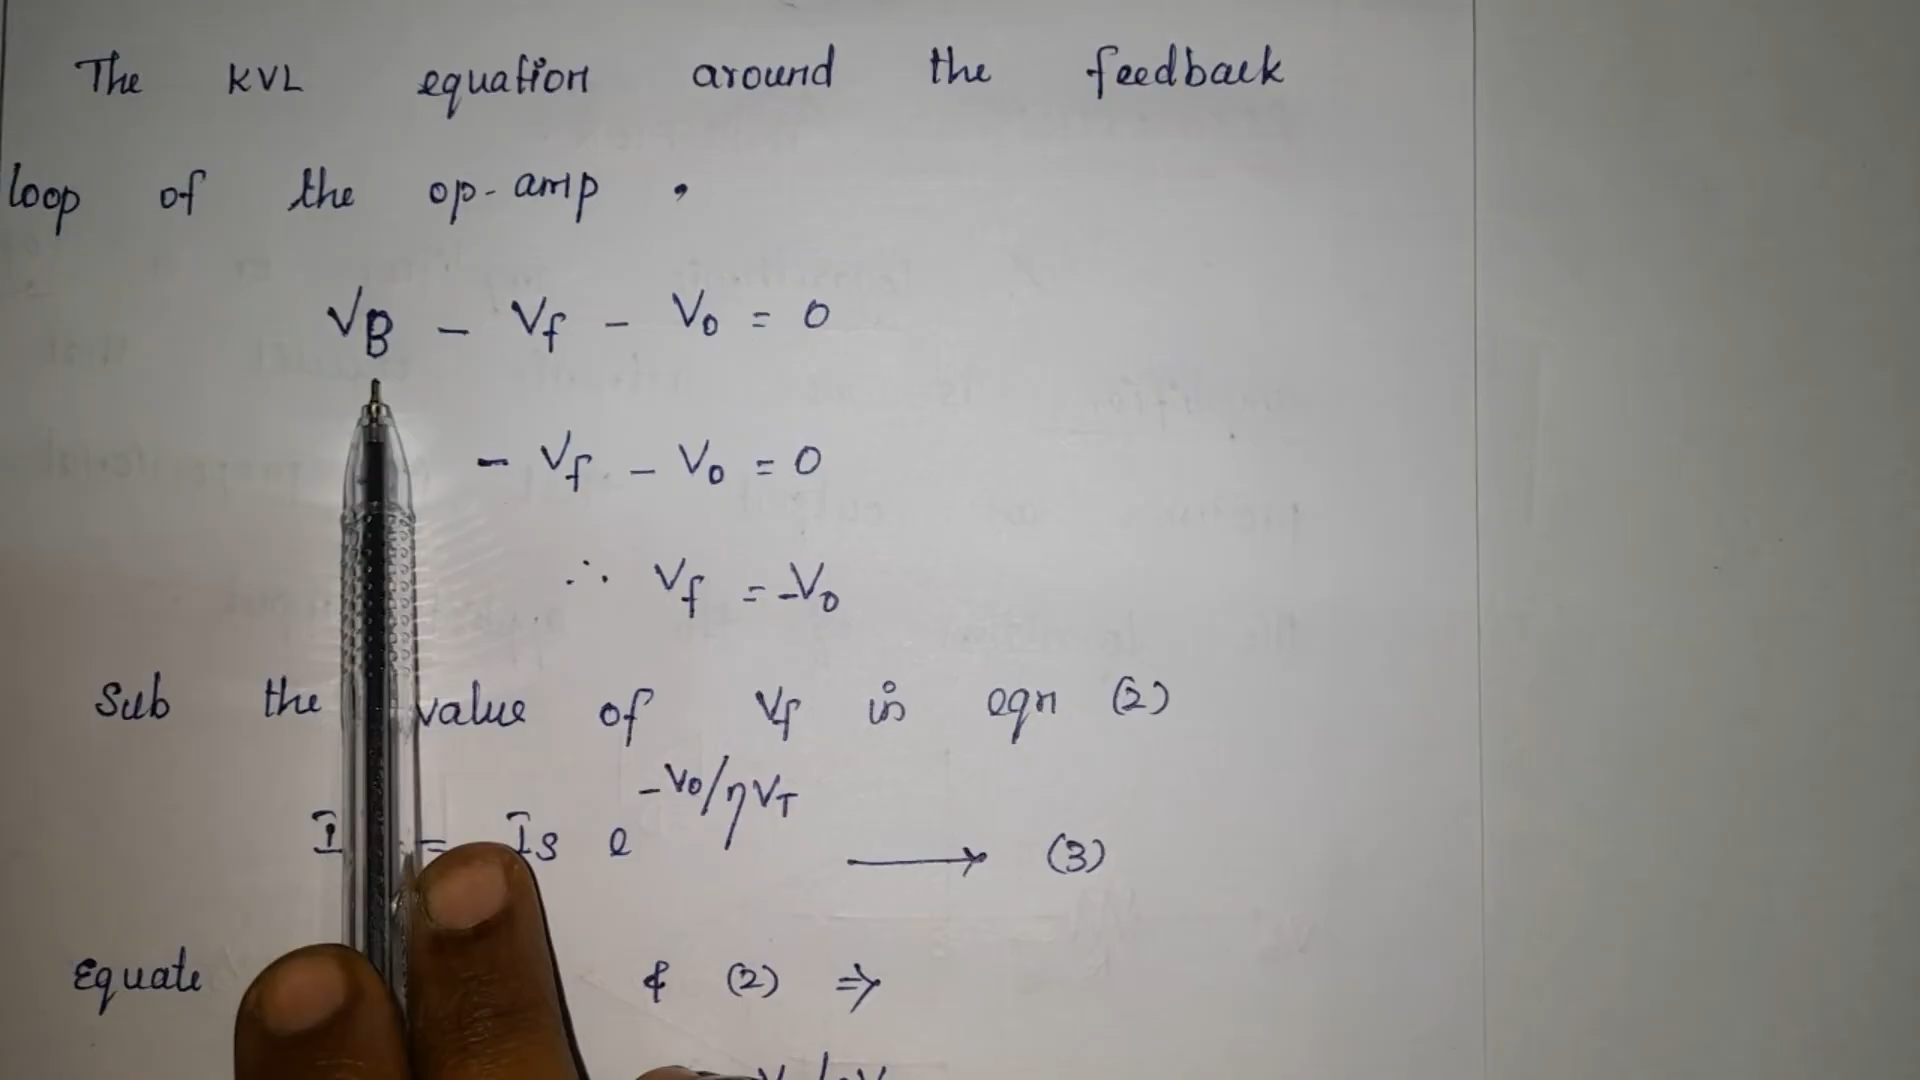 The KVL equation around the feedback
loop of the op-amp,
VB - Vf - Vo = 0
- Vf - Vo = 0
∴ Vf = -Vo
Sub the value of Vf in eqn (2)
I = Is e^-Vo/ηVT → (3)
Equate & (2) ⇒